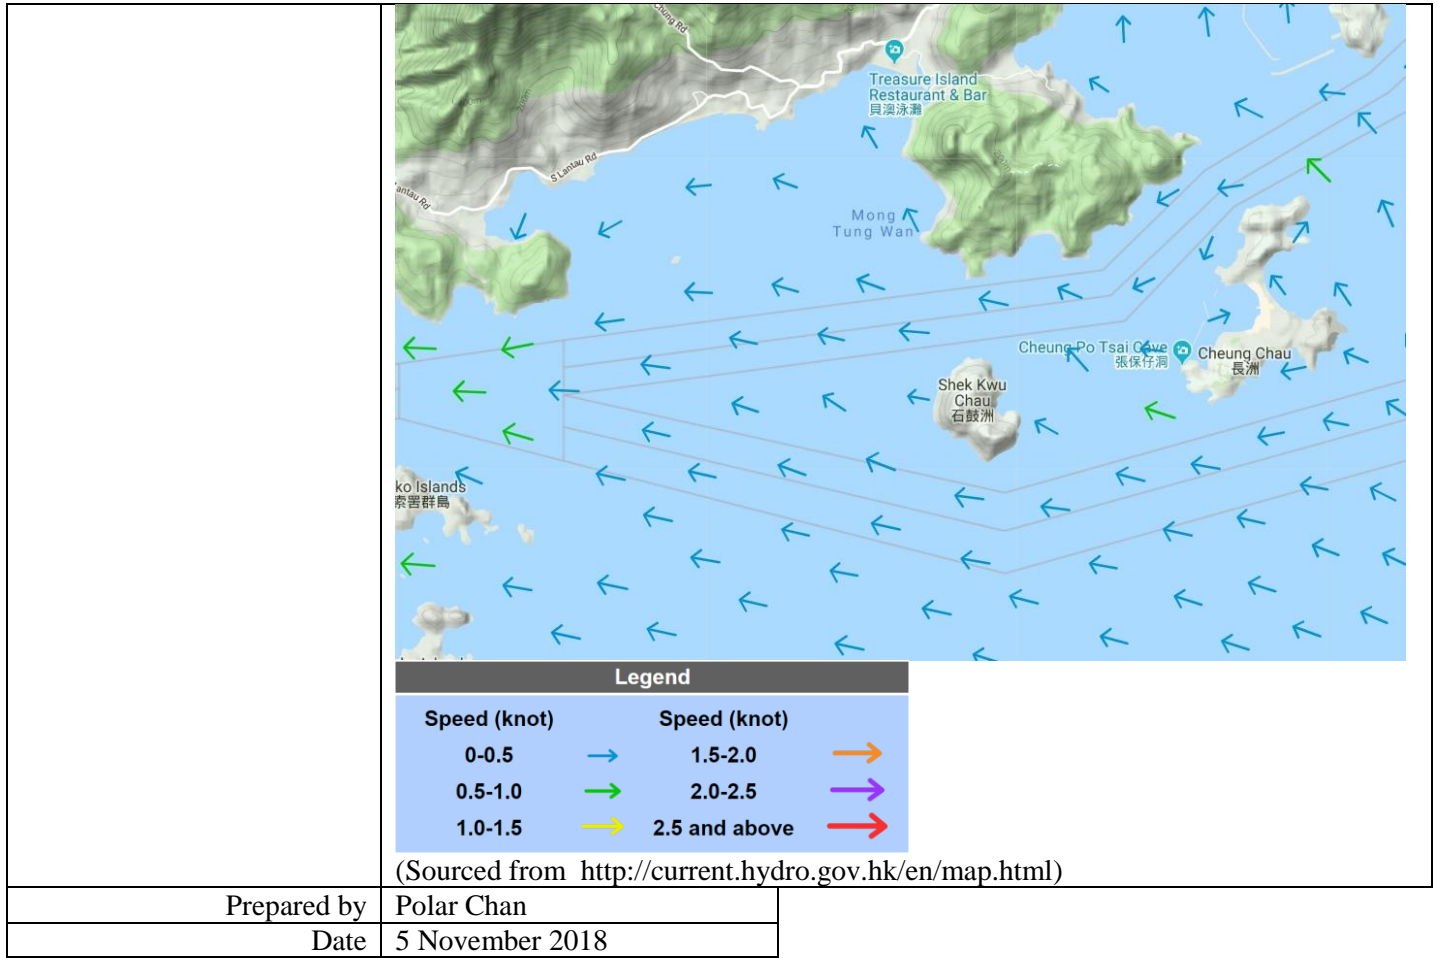 Chung Rd
Treasure Island
Restaurant & Bar
貝澳泳灘
S Lantau Rd
antau Rd
Mong
Tung Wan
Cheung Po Tsai Cave
張保仔洞
Cheung Chau
長洲
Shek Kwu
Chau
石鼓洲
ko Islands
索罟群島
200m
Legend
Speed (knot) Speed (knot)
0-0.5 1.5-2.0
0.5-1.0 2.0-2.5
1.0-1.5 2.5 and above
(Sourced from http://current.hydro.gov.hk/en/map.html)
Prepared by Polar Chan
Date 5 November 2018